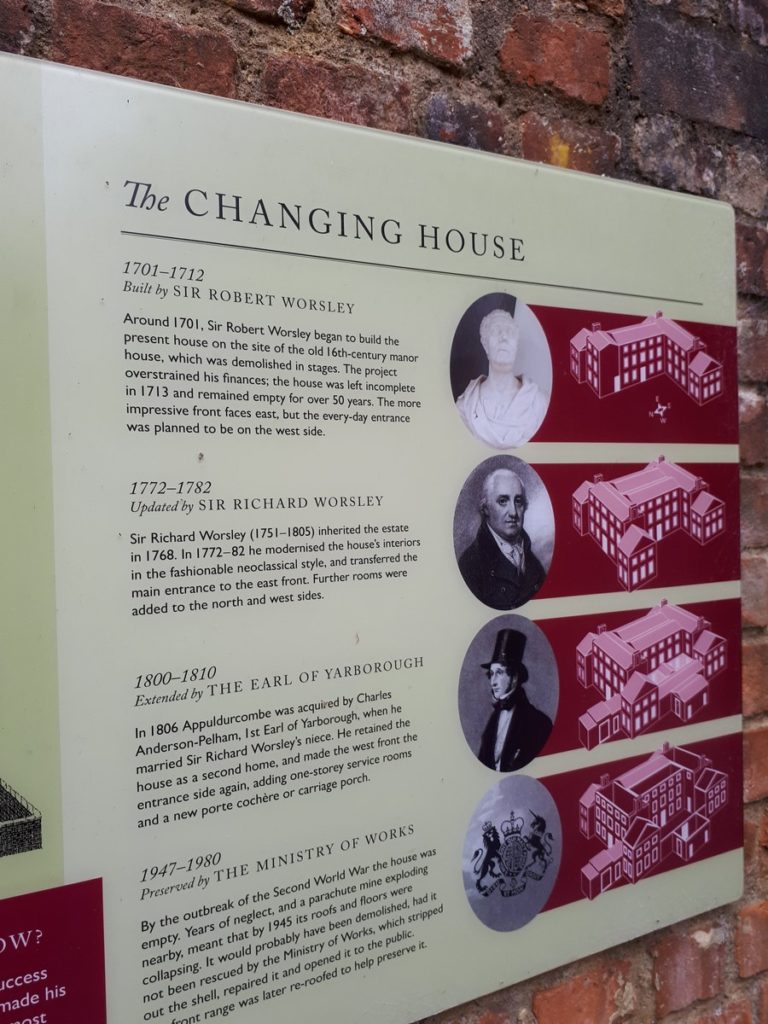 The CHANGING HOUSE
1701–1712
Built by SIR ROBERT WORSLEY
Around 1701, Sir Robert Worsley began to build the
present house on the site of the old 16th-century manor
house, which was demolished in stages. The project
overstrained his finances; the house was left incomplete
in 1713 and remained empty for over 50 years. The more
impressive front faces east, but the every-day entrance
was planned to be on the west side.
N W
1772–1782
Updated by SIR RICHARD WORSLEY
Sir Richard Worsley (1751–1805) inherited the estate
in 1768. In 1772–82 he modernised the house's interiors
in the fashionable neoclassical style, and transferred the
main entrance to the east front. Further rooms were
added to the north and west sides.
1800–1810
Extended by THE EARL OF YARBOROUGH
In 1806 Appuldurcombe was acquired by Charles
Anderson-Pelham, 1st Earl of Yarborough, when he
married Sir Richard Worsley's niece. He retained the
house as a second home, and made the west front the
entrance side again, adding one-storey service rooms
and a new porte cochère or carriage porch.
1947–1980
Preserved by THE MINISTRY OF WORKS
By the outbreak of the Second World War the house was
empty. Years of neglect, and a parachute mine exploding
nearby, meant that by 1945 its roofs and floors were
collapsing. It would probably have been demolished, had it
not been rescued by the Ministry of Works, which stripped
out the shell, repaired it and opened it to the public.
front range was later re-roofed to help preserve it.
OW?
uccess
made his
most